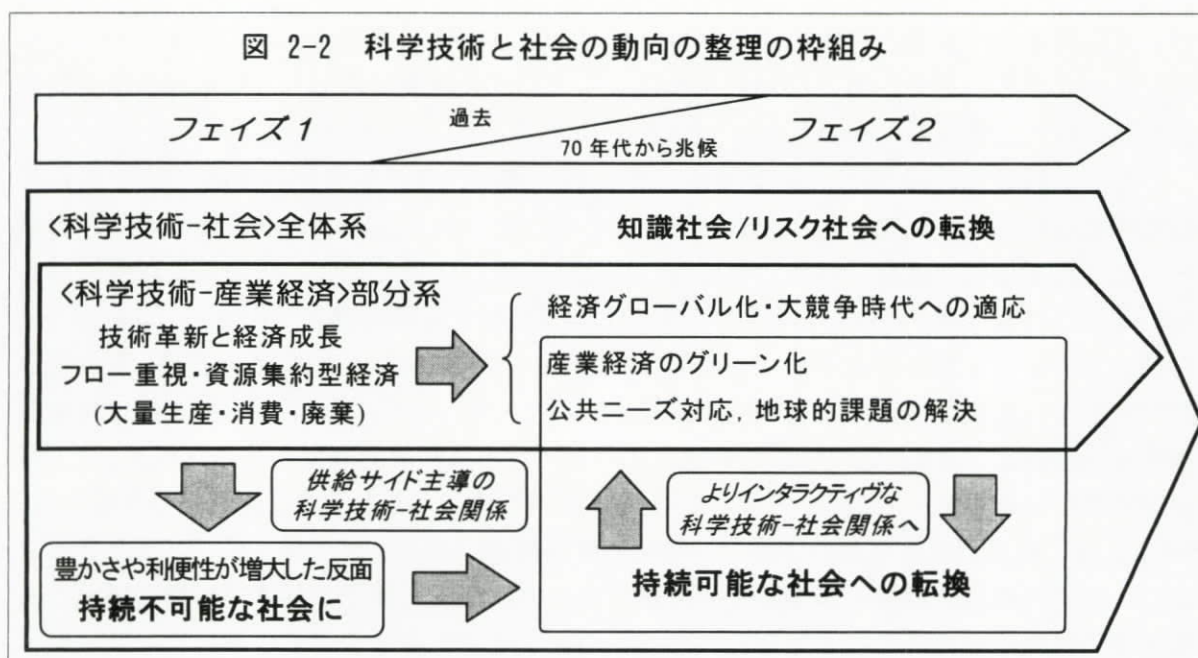 図 2-2 科学技術と社会の動向の整理の枠組み
フェイズ1
過去
70 年代から兆候
フェイズ2
<科学技術-社会>全体系
知識社会/リスク社会への転換
<科学技術-産業経済>部分系
技術革新と経済成長
フロー重視・資源集約型経済
(大量生産・消費・廃棄)
経済グローバル化・大競争時代への適応
産業経済のグリーン化
公共ニーズ対応, 地球的課題の解決
供給サイド主導の
科学技術-社会関係
よりインタラクティヴな
科学技術-社会関係へ
豊かさや利便性が増大した反面
持続不可能な社会に
持続可能な社会への転換